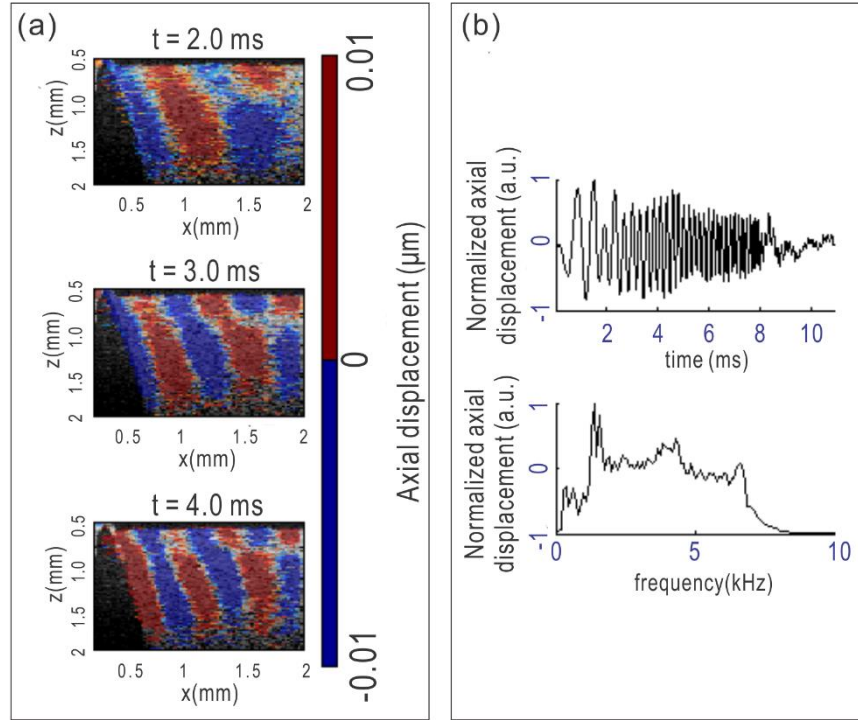 (a)
t = 2.0 ms
0.5
1.0
1.5
2
z(mm)
0.5 1 1.5 2
x(mm)
t = 3.0 ms
0.5
1.0
1.5
2
z(mm)
0.5 1 1.5 2
x(mm)
t = 4.0 ms
0.5
1.0
1.5
2
z(mm)
0.5 1 1.5 2
x(mm)
0.01
0
-0.01
Axial displacement (μm)
(b)
Normalized axial
displacement (a.u.)
1
0
-1
2 4 6 8 10
time (ms)
Normalized axial
displacement (a.u.)
1
0
-1
0 5 10
frequency(kHz)